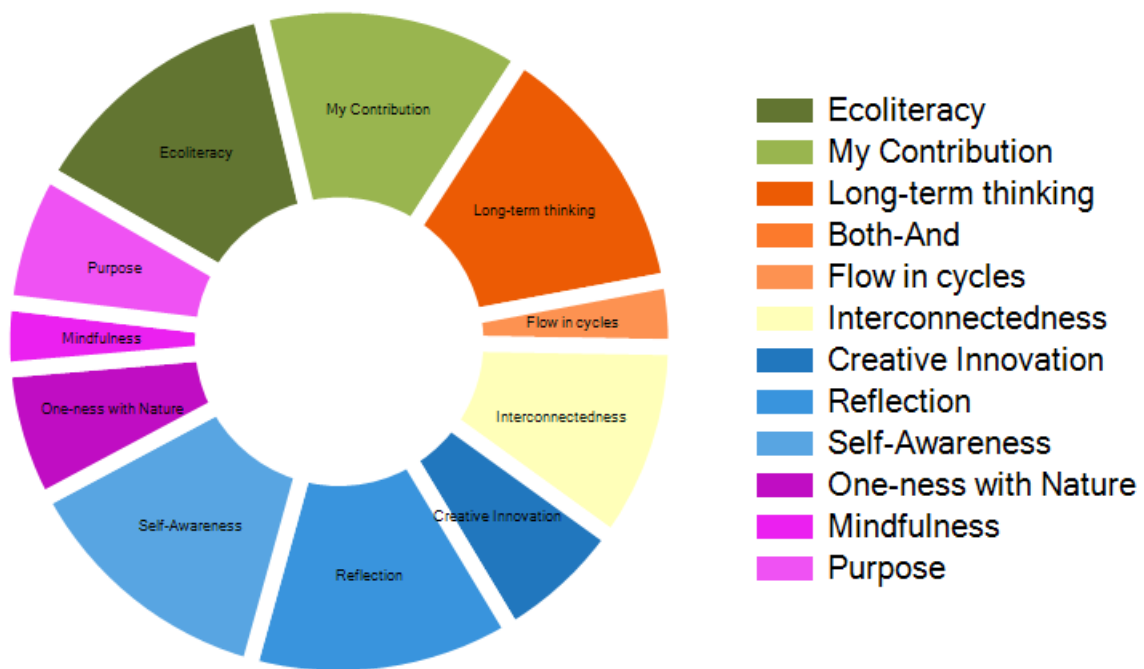 My Contribution
Ecoliteracy
Long-term thinking
Purpose
Flow in cycles
Mindfulness
One-ness with Nature
Interconnectedness
Creative Innovation
Self-Awareness
Reflection
Ecoliteracy
My Contribution
Long-term thinking
Both-And
Flow in cycles
Interconnectedness
Creative Innovation
Reflection
Self-Awareness
One-ness with Nature
Mindfulness
Purpose